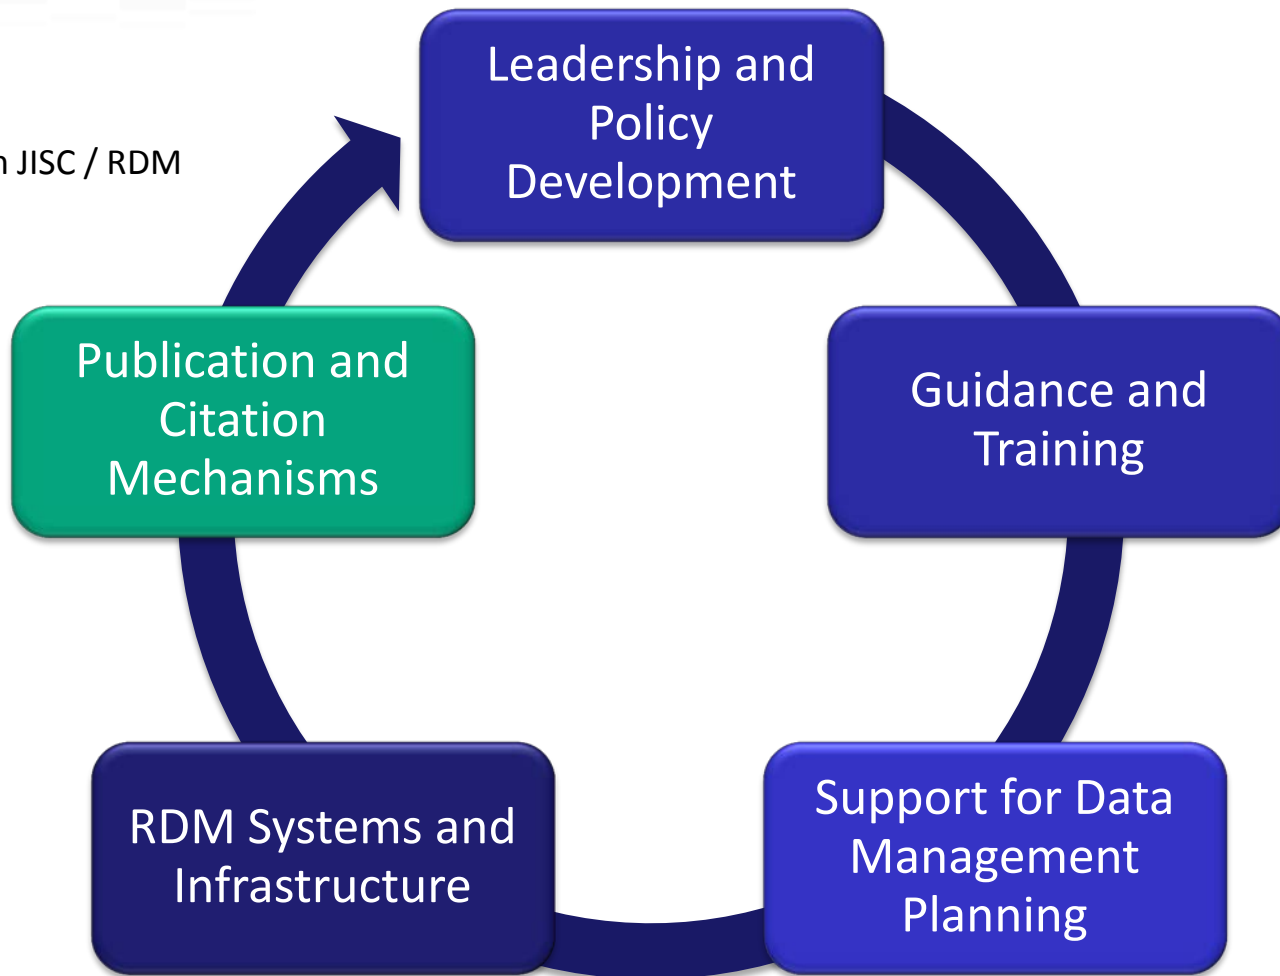 Leadership and
Policy
Development
JISC / RDM
Publication and
Citation
Mechanisms
Guidance and
Training
RDM Systems and
Infrastructure
Support for Data
Management
Planning